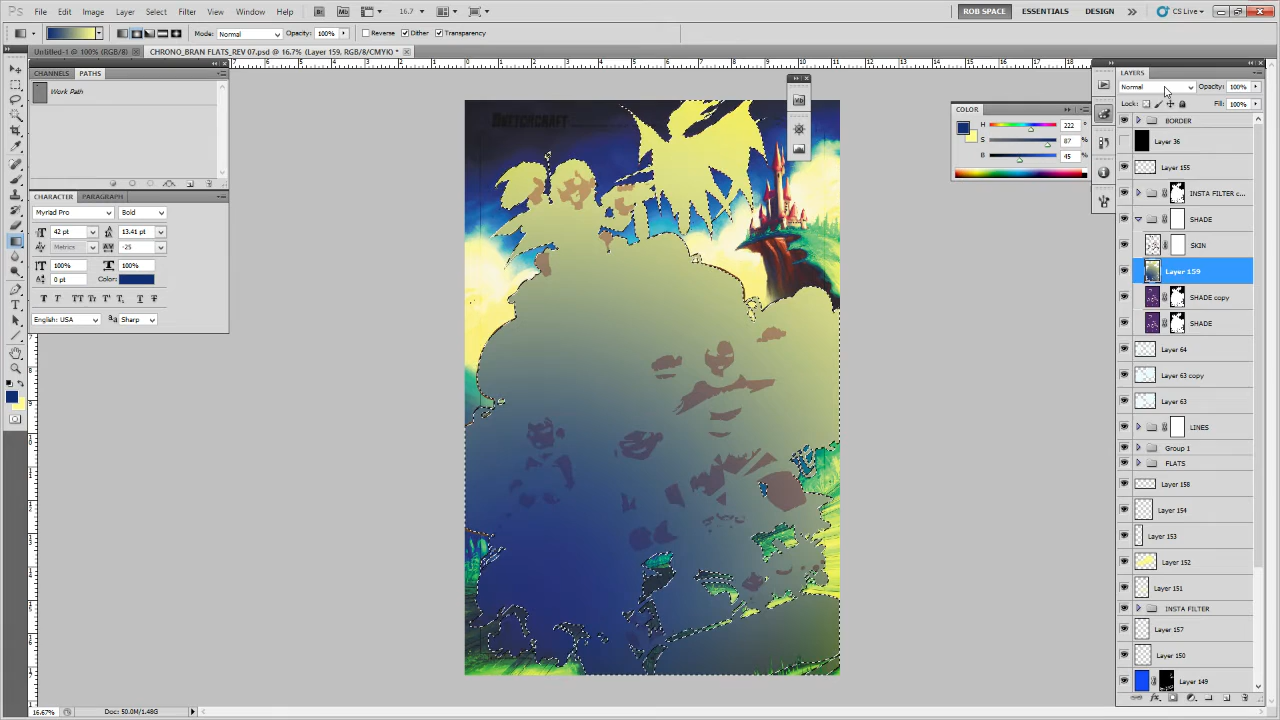 File Edit Image Layer Select Filter View Window Help Br Mb 16.7 ROB SPACE ESSENTIALS DESIGN CS Live
Mode: Normal Opacity: 100% Reverse Dither Transparency
Untitled-1 @ 100% (RGB/8) CHRONO_BRAN FLATS_REV 07.psd @ 16.7% (Layer 159, RGB/8/CMYK) *
CHANNELS PATHS
Work Path
CHARACTER PARAGRAPH
Myriad Pro Bold
42 pt 13.41 pt
Metrics -25
100% 100%
0 pt Color:
English: USA Sharp
BUTCHCRAFT
COLOR
H 222 °
S 87 %
B 45 %
LAYERS
Normal Opacity: 100%
Lock: Fill: 100%
BORDER
Layer 36
Layer 155
INSTA FILTER c...
SHADE
SKIN
Layer 159
SHADE copy
SHADE
Layer 64
Layer 63 copy
Layer 63
LINES
Group 1
FLATS
Layer 158
Layer 154
Layer 153
Layer 152
Layer 151
INSTA FILTER
Layer 157
Layer 150
Layer 149
16.67% Doc: 50.0M/1.48G